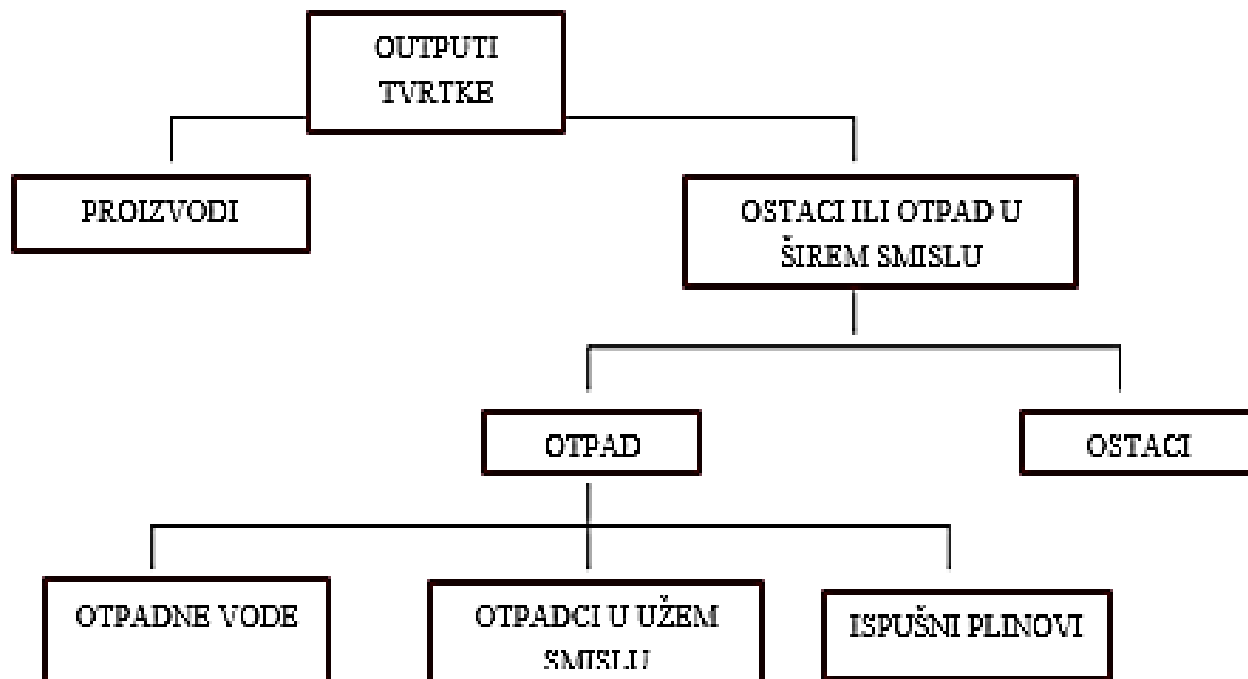 OUTPUTI
TVRTKE
PROIZVODI
OSTACI ILI OTPAD U
ŠIREM SMISLU
OTPAD
OSTACI
OTPADNE VODE
OTPADCI U UŽEM
SMISLU
ISPUŠNI PLINOVI